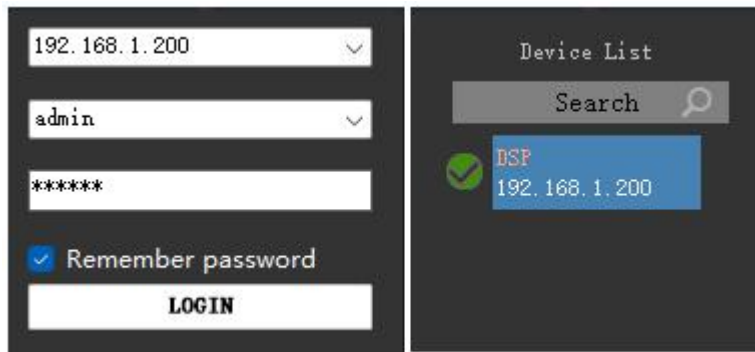 192.168.1.200
admin
******
Remember password
LOGIN
Device List
Search
DSP
192.168.1.200